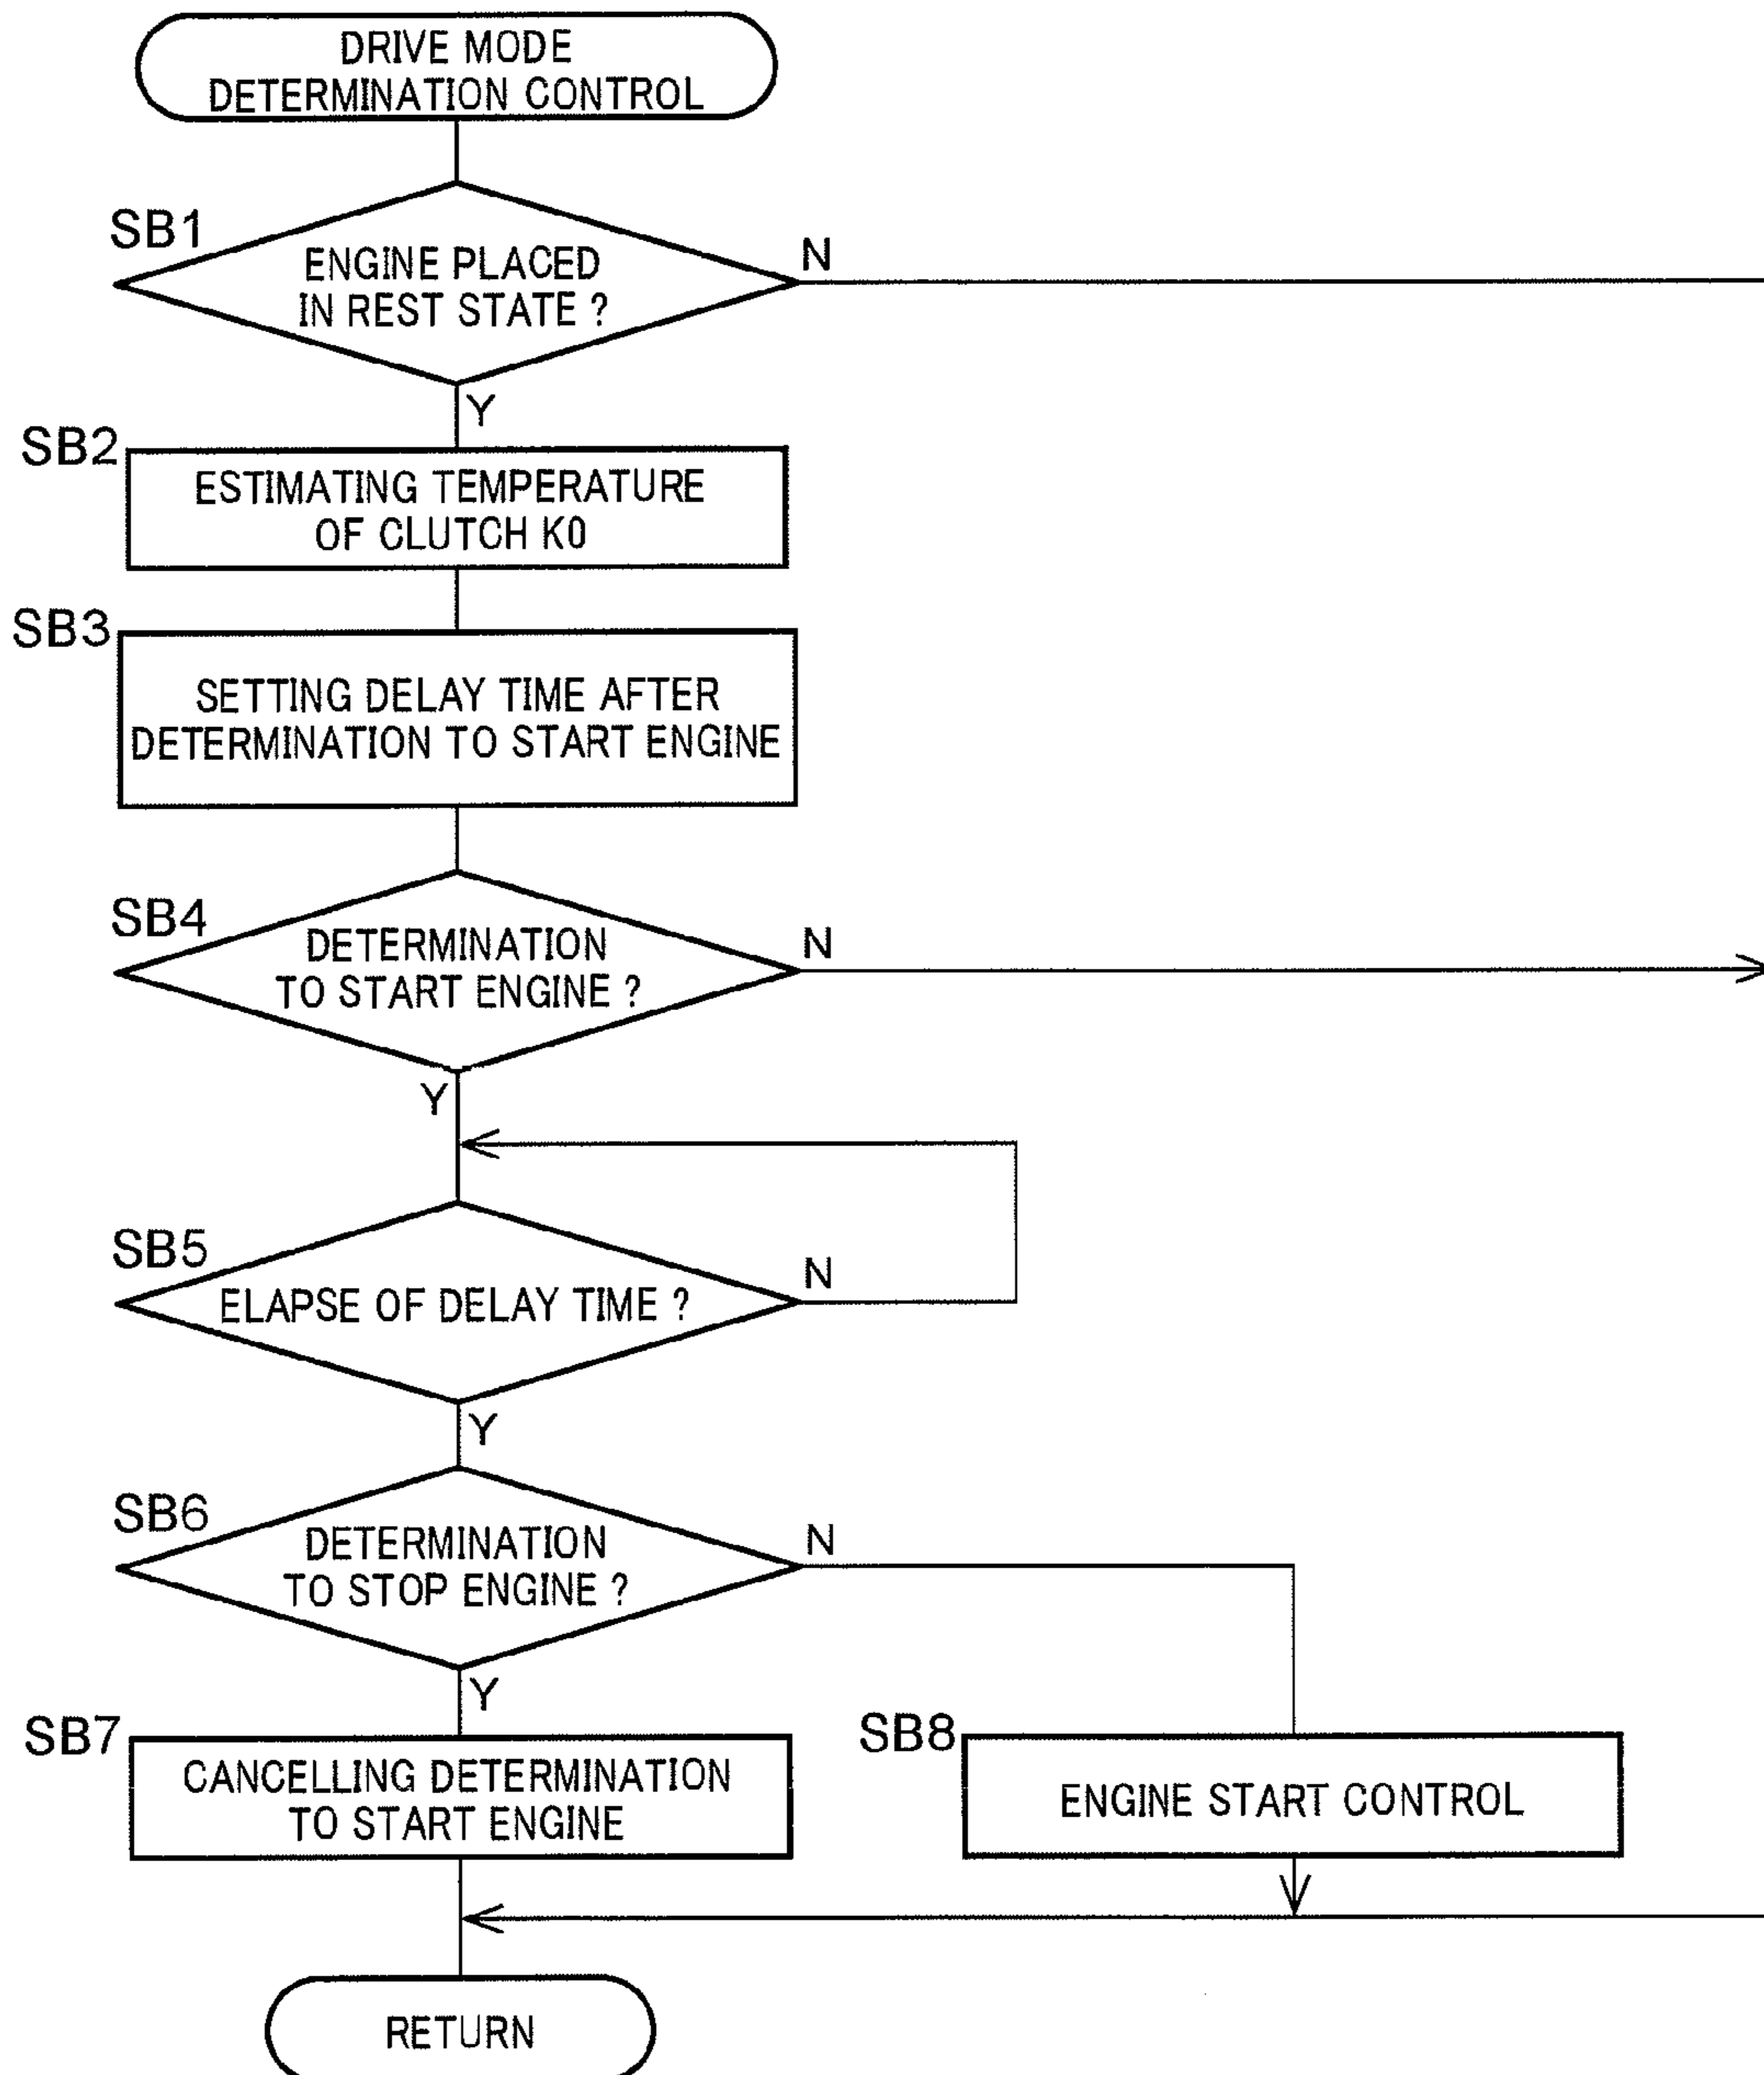 DRIVE MODE
DETERMINATION CONTROL
SB1
ENGINE PLACED
IN REST STATE ?
N
Y
SB2
ESTIMATING TEMPERATURE
OF CLUTCH K0
SB3
SETTING DELAY TIME AFTER
DETERMINATION TO START ENGINE
SB4
DETERMINATION
TO START ENGINE ?
N
Y
SB5
ELAPSE OF DELAY TIME ?
N
Y
SB6
DETERMINATION
TO STOP ENGINE ?
N
Y
SB7
CANCELLING DETERMINATION
TO START ENGINE
SB8
ENGINE START CONTROL
RETURN